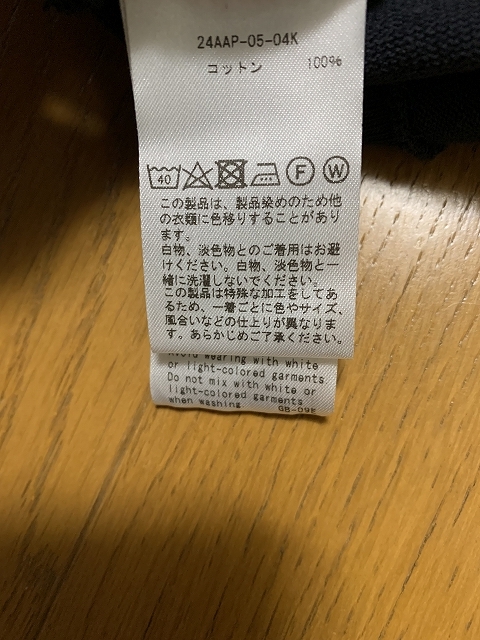 24AAP-05-04K
コットン 100%
40 F W
この製品は、製品染めのため他
の衣類に色移りすることがあり
ます。
白物、淡色物とのご着用はお避
けください。白物、淡色物と一
緒に洗濯しないでください。
この製品は特殊な加工をしてあ
るため、一着ごとに色やサイズ、
風合いなどの仕上りが異なりま
す。あらかじめご了承ください。
Avoid wearing with white
or light-colored garments
Do not mix with white or
light-colored garments
when washing GB-09E